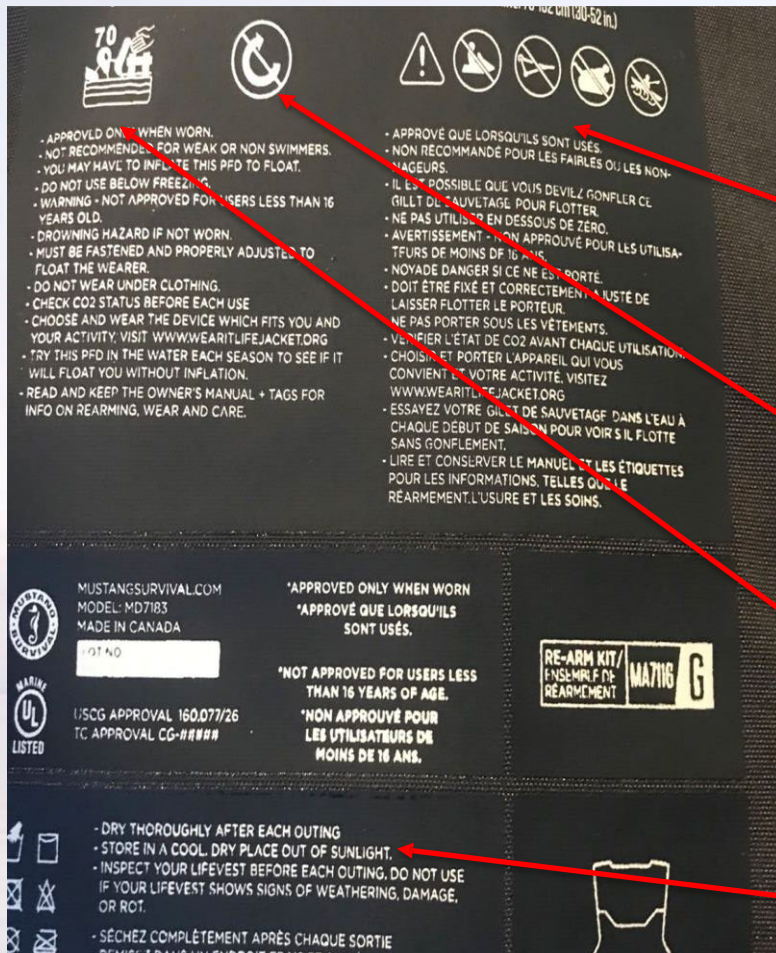 cm (30-52 in.)
70
- APPROVED ONLY WHEN WORN.
- NOT RECOMMENDED FOR WEAK OR NON SWIMMERS.
- YOU MAY HAVE TO INFLATE THIS PFD TO FLOAT.
- DO NOT USE BELOW FREEZING.
- WARNING - NOT APPROVED FOR USERS LESS THAN 16
YEARS OLD.
- DROWNING HAZARD IF NOT WORN.
- MUST BE FASTENED AND PROPERLY ADJUSTED TO
FLOAT THE WEARER.
- DO NOT WEAR UNDER CLOTHING.
- CHECK CO2 STATUS BEFORE EACH USE
- CHOOSE AND WEAR THE DEVICE WHICH FITS YOU AND
YOUR ACTIVITY, VISIT WWW.WEARITLIFEJACKET.ORG
- TRY THIS PFD IN THE WATER EACH SEASON TO SEE IF IT
WILL FLOAT YOU WITHOUT INFLATION.
- READ AND KEEP THE OWNER'S MANUAL + TAGS FOR
INFO ON REARMING, WEAR AND CARE.
- APPROVÉ QUE LORSQU'ILS SONT USÉS.
- NON RECOMMANDÉ POUR LES FAIBLES OU LES NON-
NAGEURS.
- IL EST POSSIBLE QUE VOUS DEVIEZ GONFLER CE
GILLT DE SAUVETAGE POUR FLOTTER.
- NE PAS UTILISER EN DESSOUS DE ZÉRO.
- AVERTISSEMENT - NON APPROUVÉ POUR LES UTILISA-
TEURS DE MOINS DE 16 ANS.
- NOYADE DANGER SI CE NE EST PORTÉ.
- DOIT ÊTRE FIXÉ ET CORRECTEMENT AJUSTÉ DE
LAISSER FLOTTER LE PORTEUR.
NE PAS PORTER SOUS LES VÊTEMENTS.
- VÉRIFIER L'ÉTAT DE CO2 AVANT CHAQUE UTILISATION.
- CHOISIR ET PORTER L'APPAREIL QUI VOUS
CONVIENT ET VOTRE ACTIVITÉ, VISITEZ
WWW.WEARITLIFEJACKET.ORG
- ESSAYEZ VOTRE GILET DE SAUVETAGE DANS L'EAU À
CHAQUE DÉBUT DE SAISON POUR VOIR S'IL FLOTTE
SANS GONFLEMENT.
- LIRE ET CONSERVER LE MANUEL ET LES ÉTIQUETTES
POUR LES INFORMATIONS, TELLES QUE LE
RÉARMEMENT, L'USURE ET LES SOINS.
MUSTANG
SURVIVAL
MUSTANGSURVIVAL.COM
MODEL: MD7183
MADE IN CANADA
LOT NO
MARINE
UL
LISTED
USCG APPROVAL 160.077/26
TC APPROVAL CG-#####
*APPROVED ONLY WHEN WORN
*APPROVÉ QUE LORSQU'ILS
SONT USÉS.
*NOT APPROVED FOR USERS LESS
THAN 16 YEARS OF AGE.
*NON APPROUVÉ POUR
LES UTILISATEURS DE
MOINS DE 16 ANS.
RE-ARM KIT/
ENSEMBLE DE
RÉARMEMENT
MA7116
G
- DRY THOROUGHLY AFTER EACH OUTING
- STORE IN A COOL, DRY PLACE OUT OF SUNLIGHT.
- INSPECT YOUR LIFEVEST BEFORE EACH OUTING. DO NOT USE
IF YOUR LIFEVEST SHOWS SIGNS OF WEATHERING, DAMAGE,
OR ROT.
- SÉCHEZ COMPLÈTEMENT APRÈS CHAQUE SORTIE